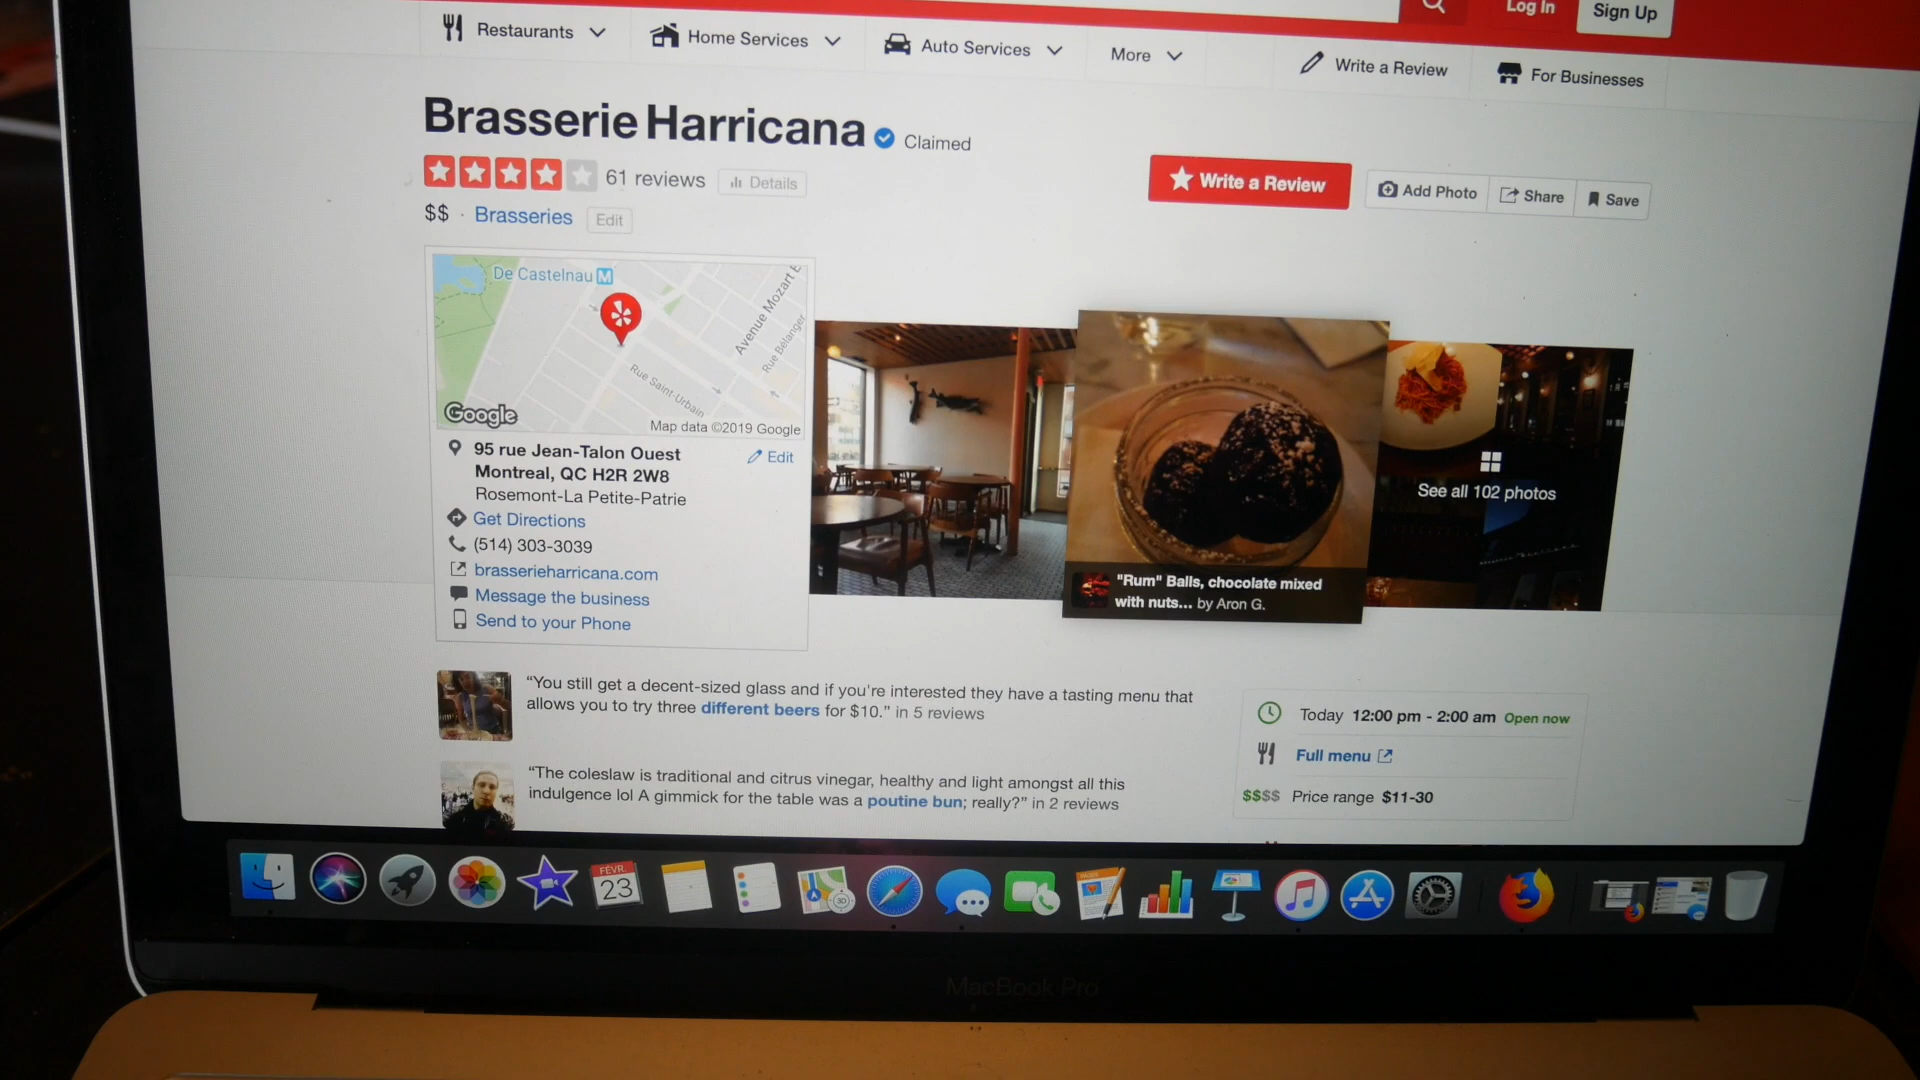 Log In
Sign Up
Restaurants
Home Services
Auto Services
More
Write a Review
For Businesses
Brasserie Harricana
Claimed
61 reviews
Details
Write a Review
Add Photo
Share
Save
$$ · Brasseries
Edit
De Castelnau M
Avenue Mozart E
Rue Bélanger
Rue Saint-Urbain
Google
Map data ©2019 Google
95 rue Jean-Talon Ouest
Edit
Montreal, QC H2R 2W8
Rosemont-La Petite-Patrie
Get Directions
(514) 303-3039
brasserieharricana.com
Message the business
Send to your Phone
See all 102 photos
"Rum" Balls, chocolate mixed
with nuts... by Aron G.
“You still get a decent-sized glass and if you're interested they have a tasting menu that
allows you to try three different beers for $10.” in 5 reviews
“The coleslaw is traditional and citrus vinegar, healthy and light amongst all this
indulgence lol A gimmick for the table was a poutine bun; really?” in 2 reviews
Today 12:00 pm - 2:00 am Open now
Full menu
$$$$ Price range $11-30
FÉVR.
23
3D
PAGES
MacBook Pro